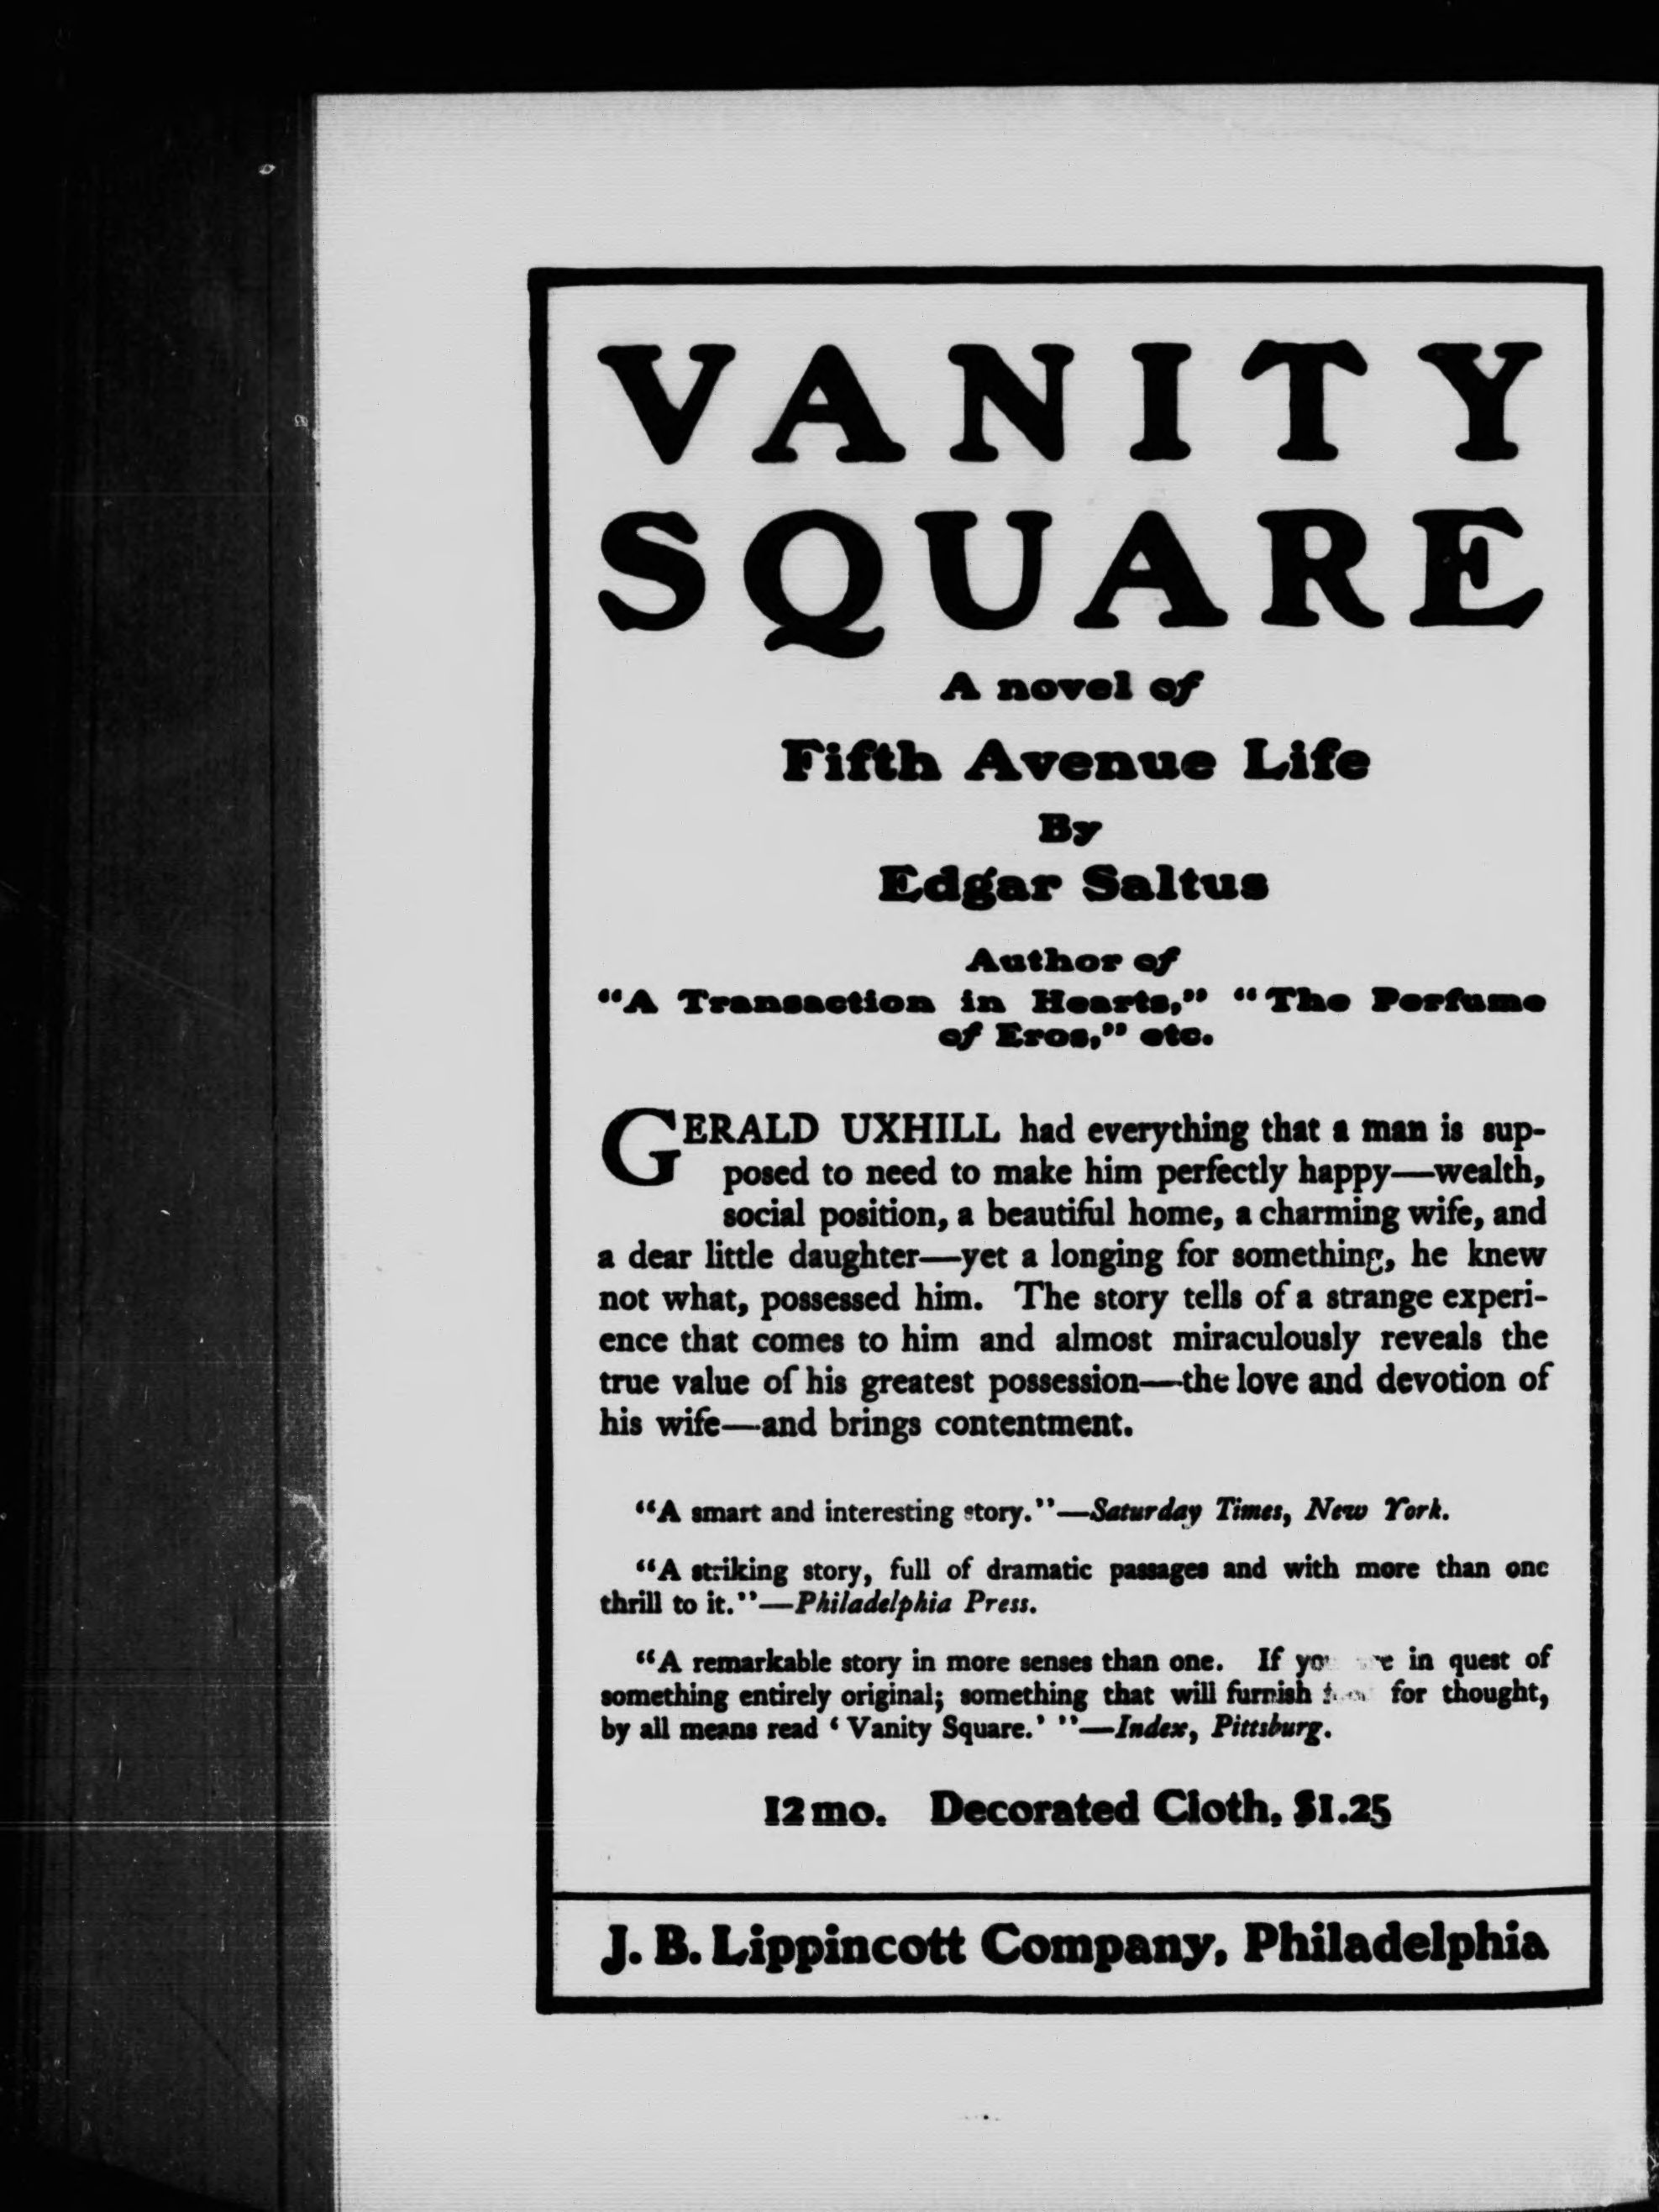 VANITY
SQUARE
A novel of
Fifth Avenue Life
By
Edgar Saltus
Author of
“A Transaction in Hearts,” “The Perfume
of Eros,” etc.
GERALD UXHILL had everything that a man is sup-
posed to need to make him perfectly happy—wealth,
social position, a beautiful home, a charming wife, and
a dear little daughter—yet a longing for something, he knew
not what, possessed him. The story tells of a strange experi-
ence that comes to him and almost miraculously reveals the
true value of his greatest possession—the love and devotion of
his wife—and brings contentment.
“A smart and interesting story.”—Saturday Times, New York.
“A striking story, full of dramatic passages and with more than one
thrill to it.”—Philadelphia Press.
“A remarkable story in more senses than one. If in quest of
something entirely original; something that will furnish for thought,
by all means read ‘Vanity Square.’ ”—Index, Pittsburg.
12mo. Decorated Cloth, $1.25
J. B. Lippincott Company, Philadelphia